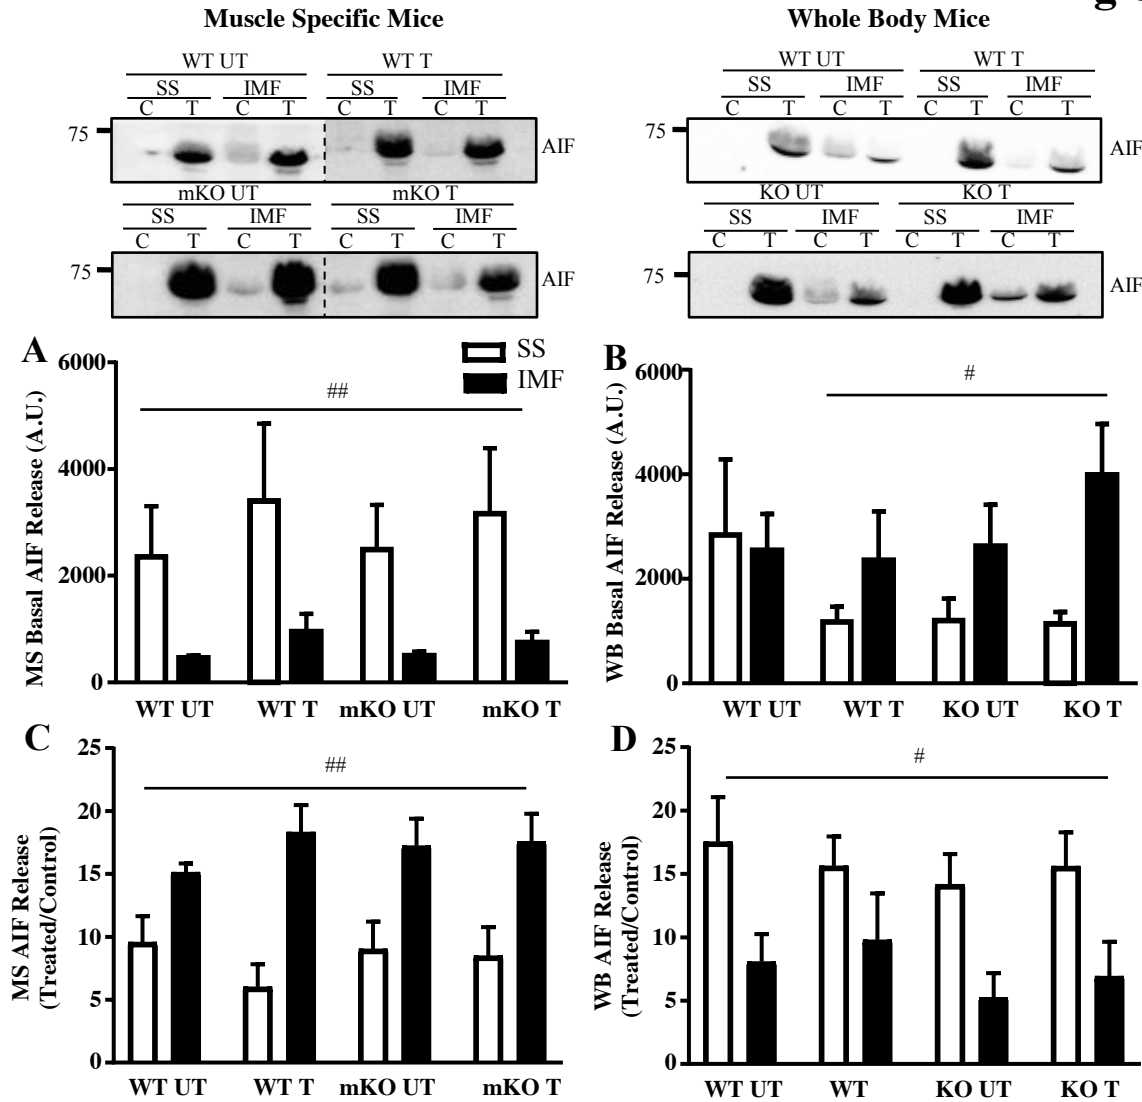 Muscle Specific Mice
WT UT WT T
SS IMF SS IMF
C T C T C T C T
75 AIF
mKO UT mKO T
SS IMF SS IMF
C T C T C T C T
75 AIF
Whole Body Mice
WT UT WT T
SS IMF SS IMF
C T C T C T C T
75 AIF
KO UT KO T
SS IMF SS IMF
C T C T C T C T
75 AIF
A
SS
IMF
##
MS Basal AIF Release (A.U.)
6000
4000
2000
0
WT UT WT T mKO UT mKO T
B
#
WB Basal AIF Release (A.U.)
6000
4000
2000
0
WT UT WT T KO UT KO T
C
##
MS AIF Release
(Treated/Control)
25
20
15
10
5
0
WT UT WT T mKO UT mKO T
D
#
WB AIF Release
(Treated/Control)
25
20
15
10
5
0
WT UT WT KO UT KO T